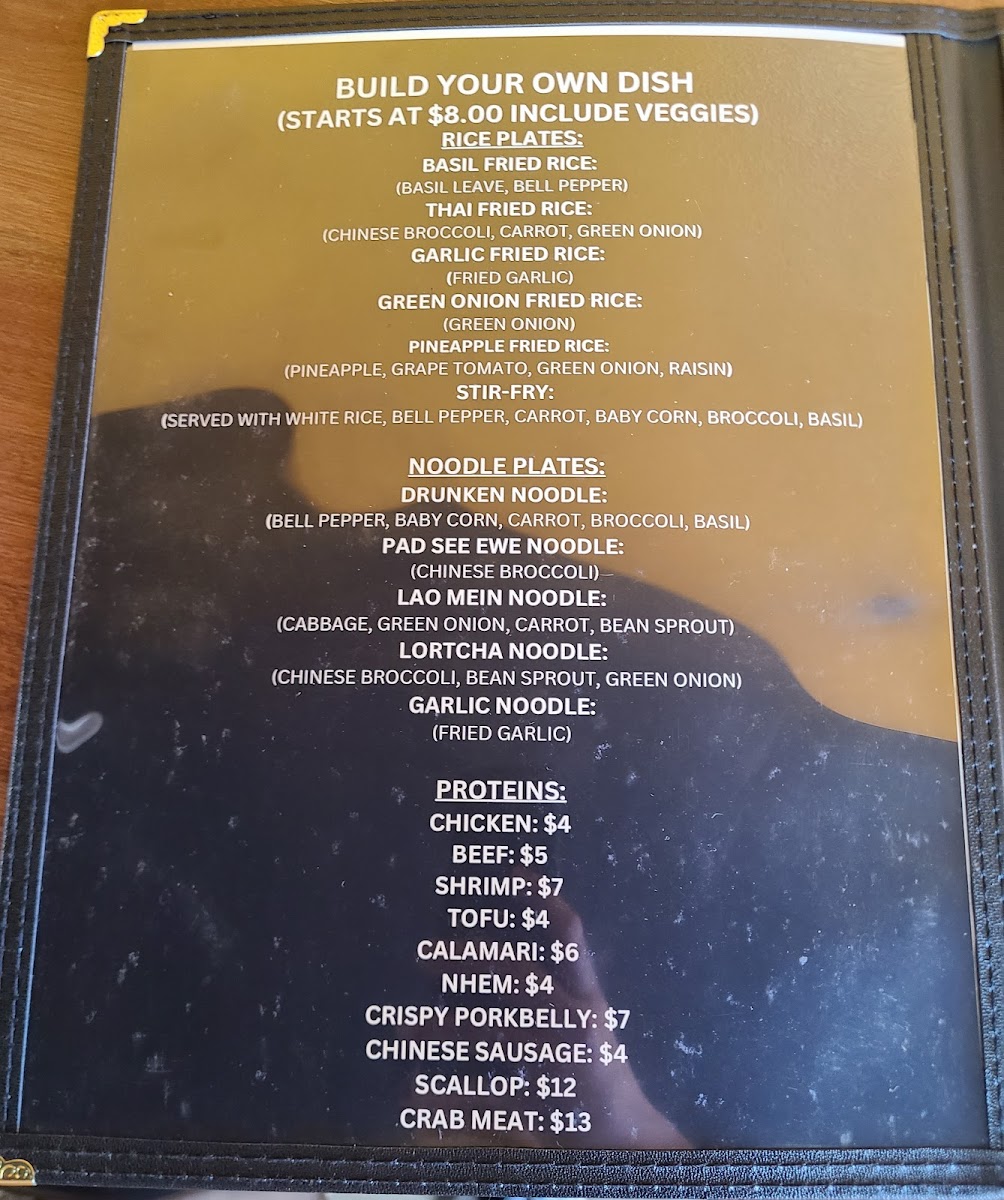 BUILD YOUR OWN DISH
(STARTS AT $8.00 INCLUDE VEGGIES)
RICE PLATES:
BASIL FRIED RICE:
(BASIL LEAVE, BELL PEPPER)
THAI FRIED RICE:
(CHINESE BROCCOLI, CARROT, GREEN ONION)
GARLIC FRIED RICE:
(FRIED GARLIC)
GREEN ONION FRIED RICE:
(GREEN ONION)
PINEAPPLE FRIED RICE:
(PINEAPPLE, GRAPE TOMATO, GREEN ONION, RAISIN)
STIR-FRY:
(SERVED WITH WHITE RICE, BELL PEPPER, CARROT, BABY CORN, BROCCOLI, BASIL)
NOODLE PLATES:
DRUNKEN NOODLE:
(BELL PEPPER, BABY CORN, CARROT, BROCCOLI, BASIL)
PAD SEE EWE NOODLE:
(CHINESE BROCCOLI)
LAO MEIN NOODLE:
(CABBAGE, GREEN ONION, CARROT, BEAN SPROUT)
LORTCHA NOODLE:
(CHINESE BROCCOLI, BEAN SPROUT, GREEN ONION)
GARLIC NOODLE:
(FRIED GARLIC)
PROTEINS:
CHICKEN: $4
BEEF: $5
SHRIMP: $7
TOFU: $4
CALAMARI: $6
NHEM: $4
CRISPY PORKBELLY: $7
CHINESE SAUSAGE: $4
SCALLOP: $12
CRAB MEAT: $13